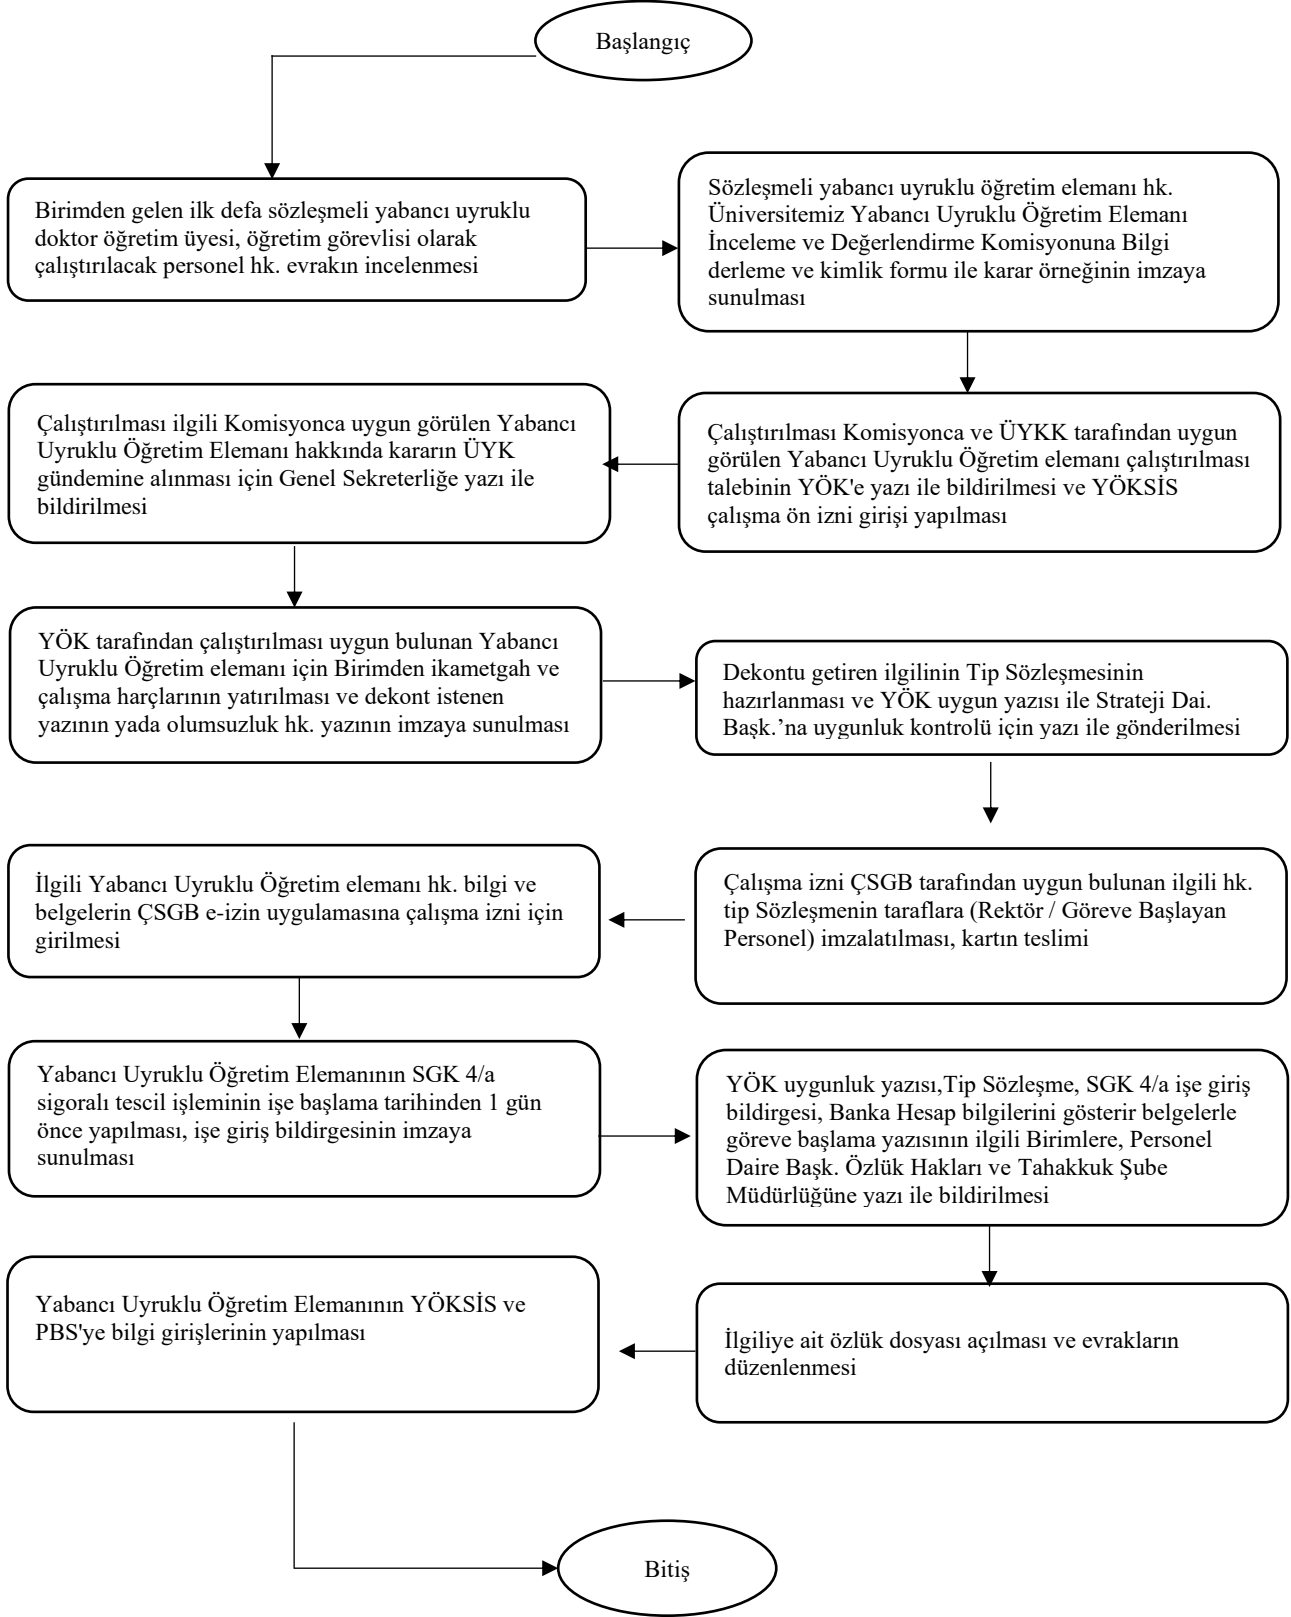 Başlangıç
Birimden gelen ilk defa sözleşmeli yabancı uyruklu
doktor öğretim üyesi, öğretim görevlisi olarak
çalıştırılacak personel hk. evrakın incelenmesi
Sözleşmeli yabancı uyruklu öğretim elemanı hk.
Üniversitemiz Yabancı Uyruklu Öğretim Elemanı
İnceleme ve Değerlendirme Komisyonuna Bilgi
derleme ve kimlik formu ile karar örneğinin imzaya
sunulması
Çalıştırılması Komisyonca ve ÜYKK tarafından uygun
görülen Yabancı Uyruklu Öğretim elemanı çalıştırılması
talebinin YÖK'e yazı ile bildirilmesi ve YÖKSİS
çalışma ön izni girişi yapılması
Çalıştırılması ilgili Komisyonca uygun görülen Yabancı
Uyruklu Öğretim Elemanı hakkında kararın ÜYK
gündemine alınması için Genel Sekreterliğe yazı ile
bildirilmesi
YÖK tarafından çalıştırılması uygun bulunan Yabancı
Uyruklu Öğretim elemanı için Birimden ikametgah ve
çalışma harçlarının yatırılması ve dekont istenen
yazının yada olumsuzluk hk. yazının imzaya sunulması
Dekontu getiren ilgilinin Tip Sözleşmesinin
hazırlanması ve YÖK uygun yazısı ile Strateji Dai.
Başk.’na uygunluk kontrolü için yazı ile gönderilmesi
Çalışma izni ÇSGB tarafından uygun bulunan ilgili hk.
tip Sözleşmenin taraflara (Rektör / Göreve Başlayan
Personel) imzalatılması, kartın teslimi
İlgili Yabancı Uyruklu Öğretim elemanı hk. bilgi ve
belgelerin ÇSGB e-izin uygulamasına çalışma izni için
girilmesi
Yabancı Uyruklu Öğretim Elemanının SGK 4/a
sigoralı tescil işleminin işe başlama tarihinden 1 gün
önce yapılması, işe giriş bildirgesinin imzaya
sunulması
YÖK uygunluk yazısı,Tip Sözleşme, SGK 4/a işe giriş
bildirgesi, Banka Hesap bilgilerini gösterir belgelerle
göreve başlama yazısının ilgili Birimlere, Personel
Daire Başk. Özlük Hakları ve Tahakkuk Şube
Müdürlüğüne yazı ile bildirilmesi
İlgiliye ait özlük dosyası açılması ve evrakların
düzenlenmesi
Yabancı Uyruklu Öğretim Elemanının YÖKSİS ve
PBS'ye bilgi girişlerinin yapılması
Bitiş